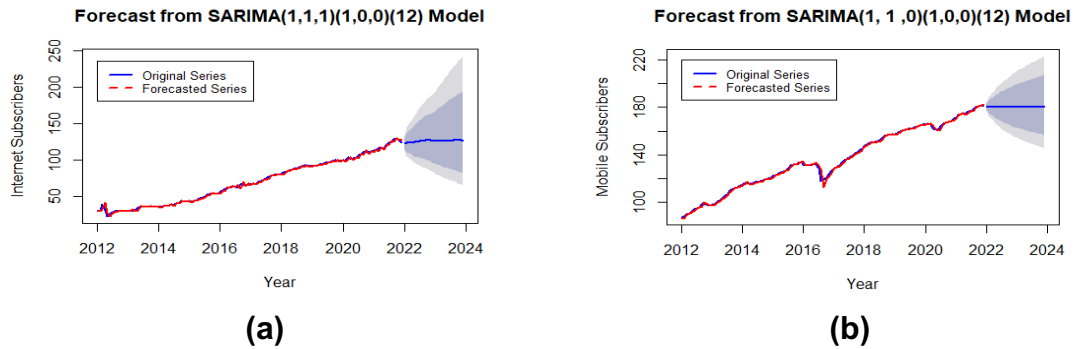 Forecast from SARIMA(1,1,1)(1,0,0)(12) Model
Internet Subscribers
250
200
150
100
50
Original Series
Forecasted Series
2012 2014 2016 2018 2020 2022 2024
Year
(a)
Forecast from SARIMA(1, 1 ,0)(1,0,0)(12) Model
Mobile Subscribers
220
180
140
100
Original Series
Forecasted Series
2012 2014 2016 2018 2020 2022 2024
Year
(b)